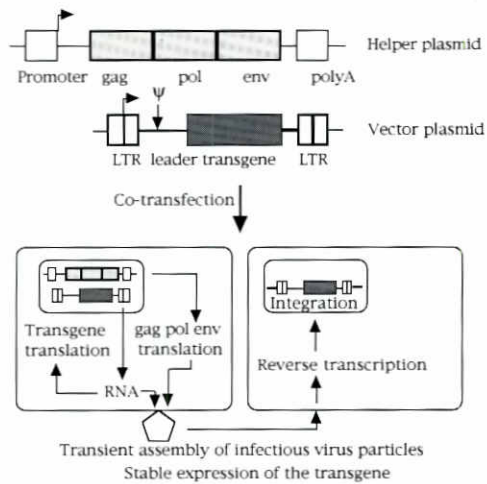 Helper plasmid
Promoter gag pol env polyA
ψ
Vector plasmid
LTR leader transgene LTR
Co-transfection
Integration
Transgene translation
gag pol env translation
Reverse transcription
RNA
Transient assembly of infectious virus particles
Stable expression of the transgene